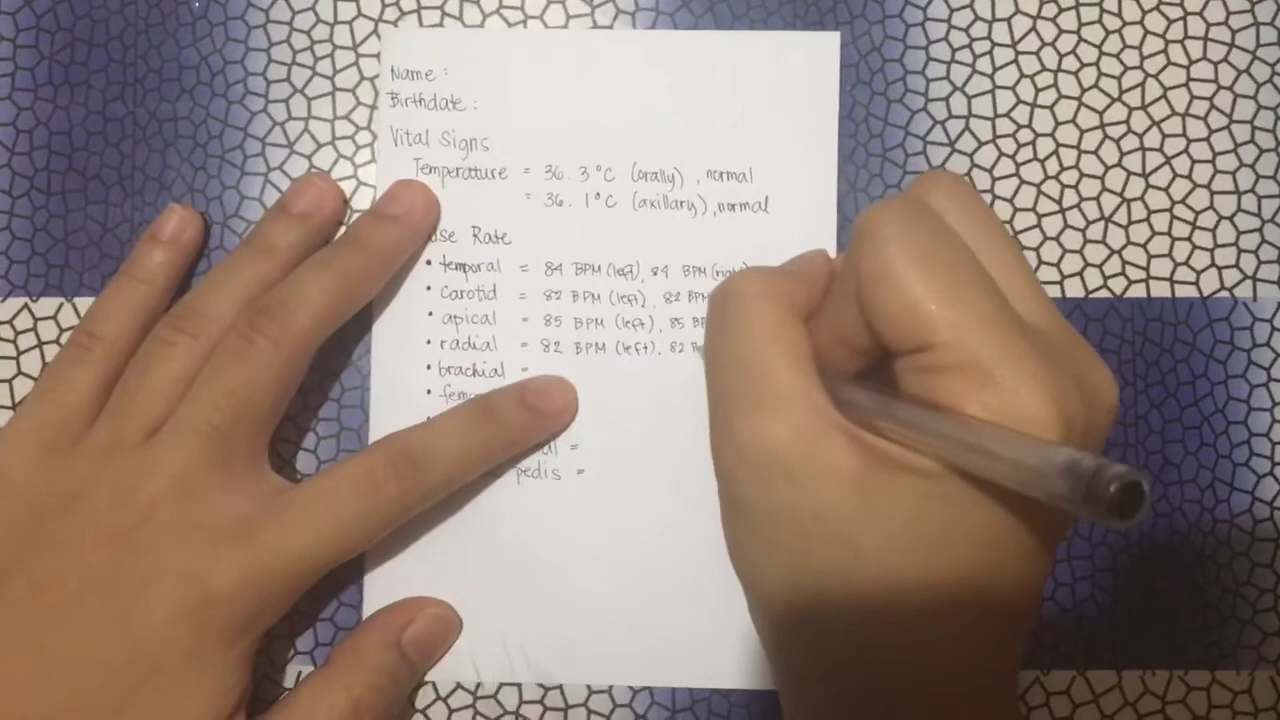 Name :
Birthdate :
Vital Signs
Temperature = 36.3°C (orally), normal
= 36.1°C (axillary), normal
Rate
• temporal = 84 BPM (left), 84 BPM (right)
• carotid = 82 BPM (left), 82 BPM
• apical = 85 BPM (left), 85
• radial = 82 BPM (left), 82
• brachial =
•
=
pedis =